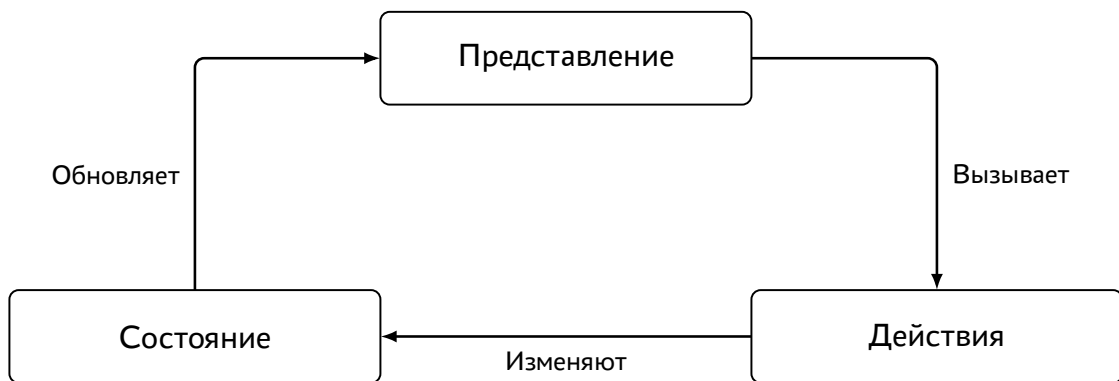 Представление
Обновляет
Вызывает
Состояние
Действия
Изменяют